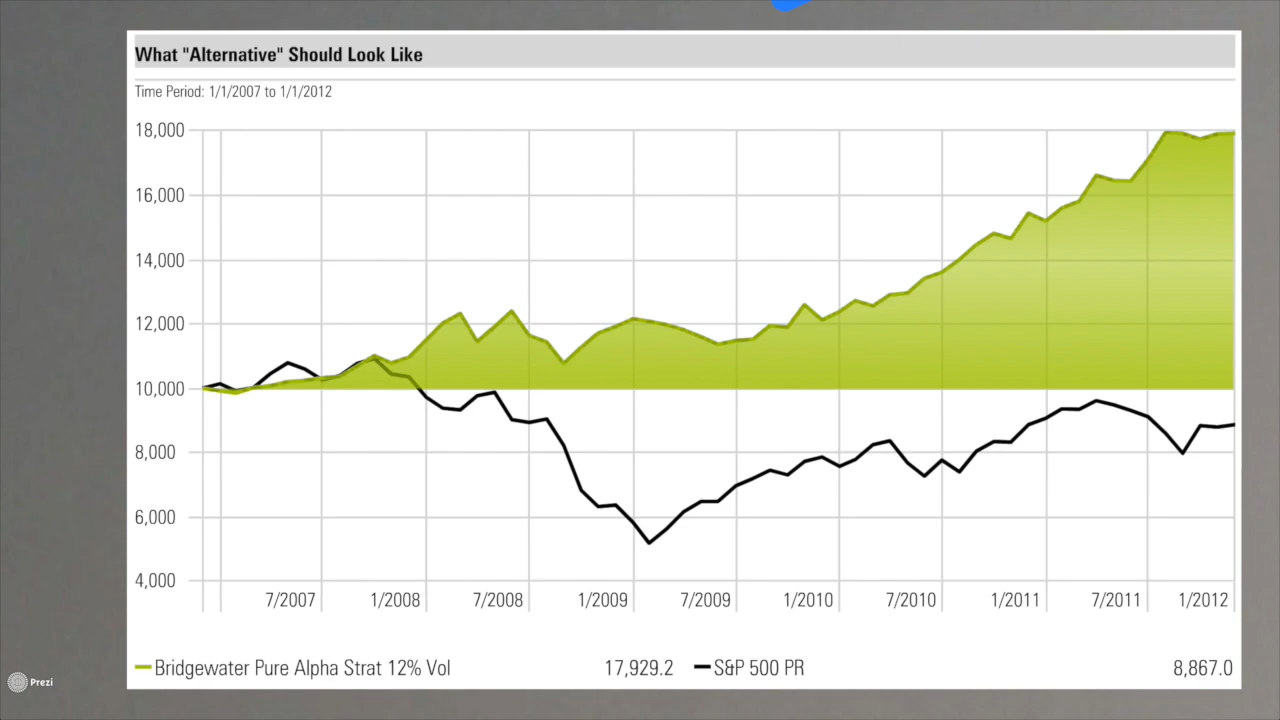 What "Alternative" Should Look Like
Time Period: 1/1/2007 to 1/1/2012
18,000
16,000
14,000
12,000
10,000
8,000
6,000
4,000
7/2007 1/2008 7/2008 1/2009 7/2009 1/2010 7/2010 1/2011 7/2011 1/2012
Bridgewater Pure Alpha Strat 12% Vol 17,929.2 S&P 500 PR 8,867.0
Prezi